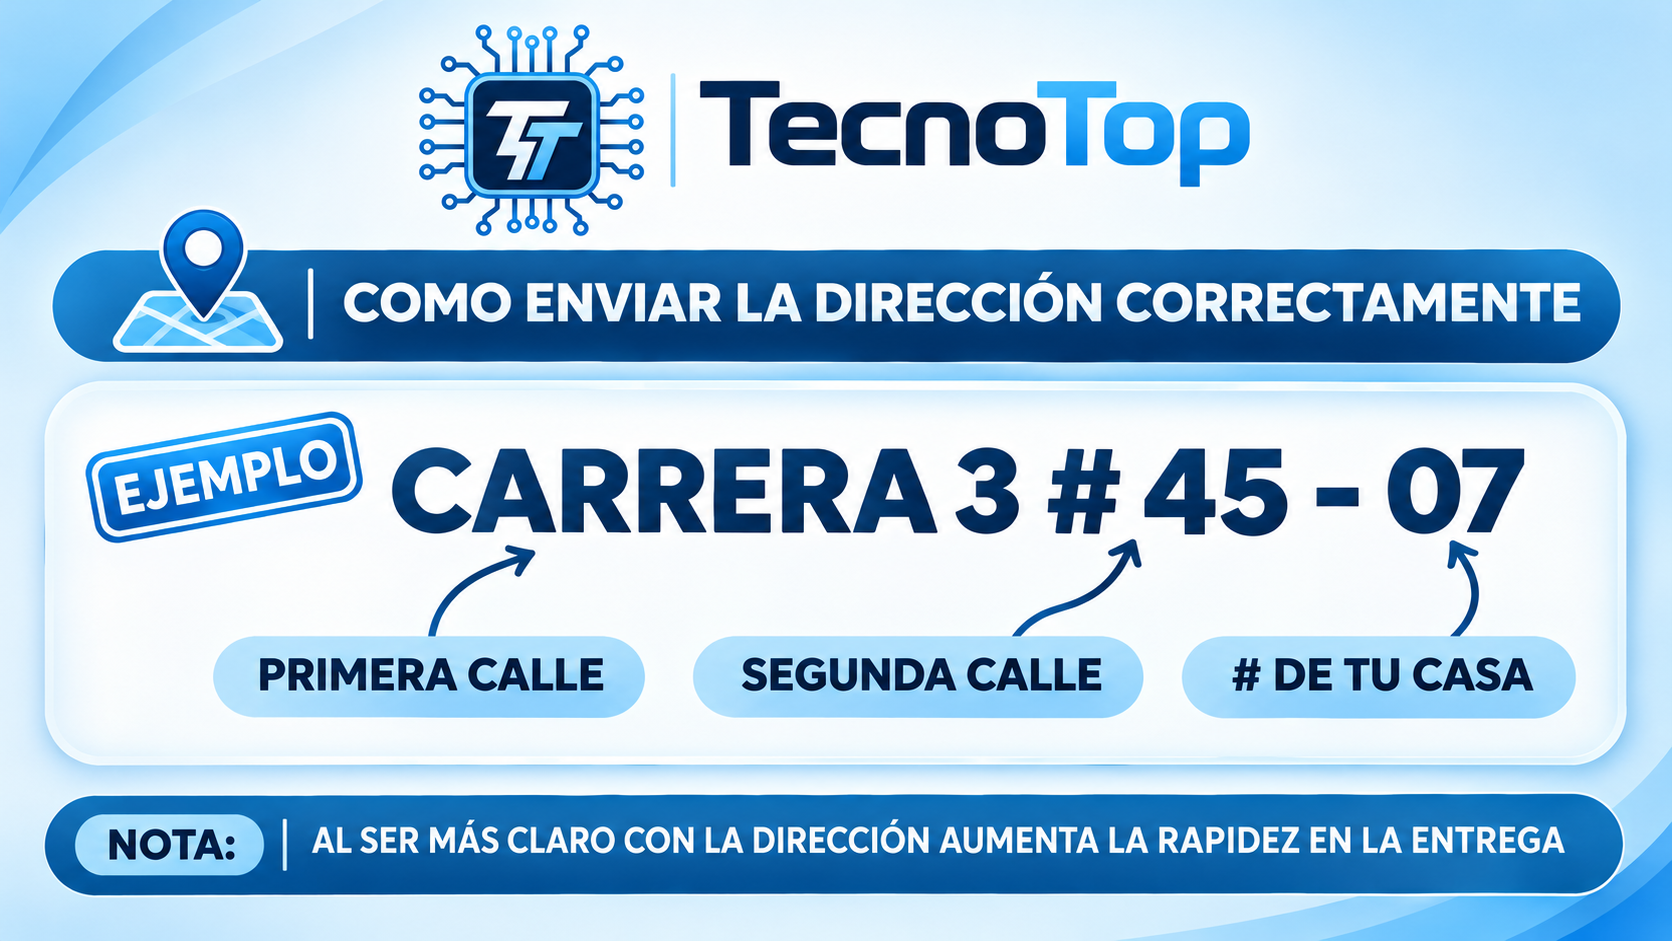 TT
TecnoTop
COMO ENVIAR LA DIRECCIÓN CORRECTAMENTE
EJEMPLO
CARRERA 3 # 45 - 07
PRIMERA CALLE
SEGUNDA CALLE
# DE TU CASA
NOTA:
AL SER MÁS CLARO CON LA DIRECCIÓN AUMENTA LA RAPIDEZ EN LA ENTREGA